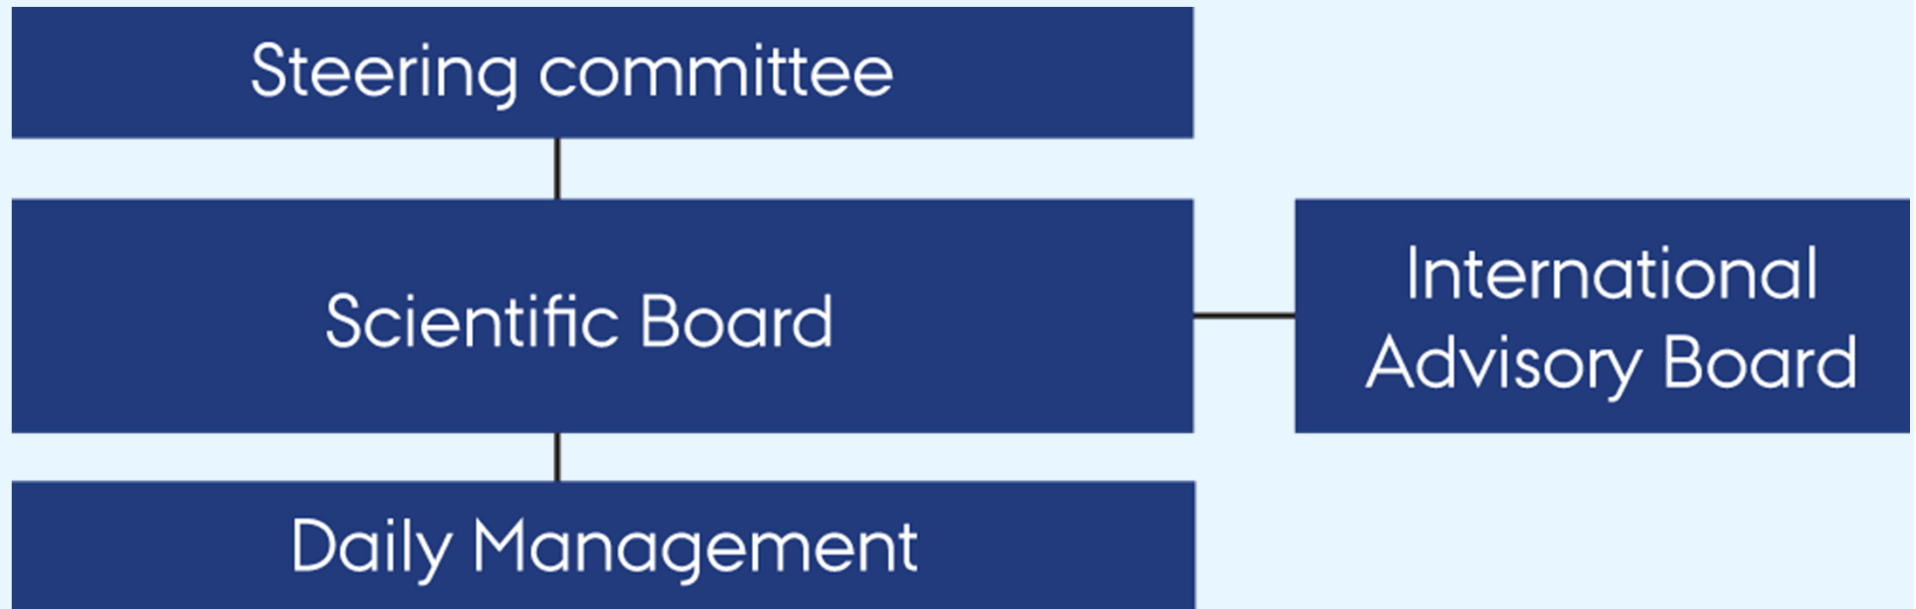 Steering committee
Scientific Board
International
Advisory Board
Daily Management